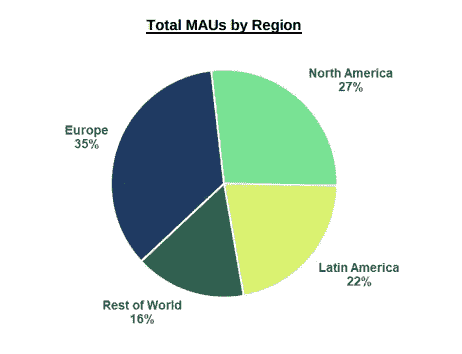 Total MAUs by Region
North America
27%
Europe
35%
Latin America
22%
Rest of World
16%